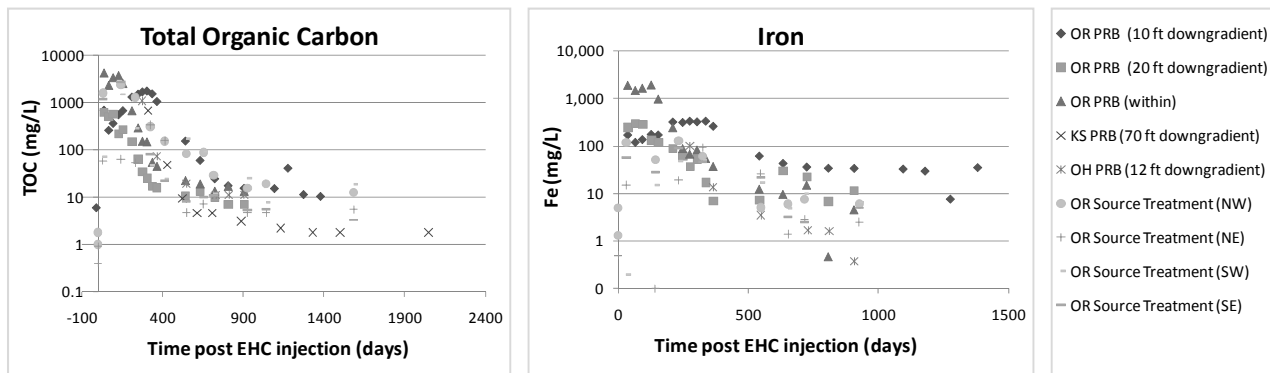 Total Organic Carbon
TOC (mg/L)
10000
1000
100
10
1
0.1
-100 400 900 1400 1900 2400
Time post EHC injection (days)
Iron
Fe (mg/L)
10,000
1,000
100
10
1
0
0 500 1000 1500
Time post EHC injection (days)
OR PRB (10 ft downgradient)
OR PRB (20 ft downgradient)
OR PRB (within)
KS PRB (70 ft downgradient)
OH PRB (12 ft downgradient)
OR Source Treatment (NW)
OR Source Treatment (NE)
OR Source Treatment (SW)
OR Source Treatment (SE)